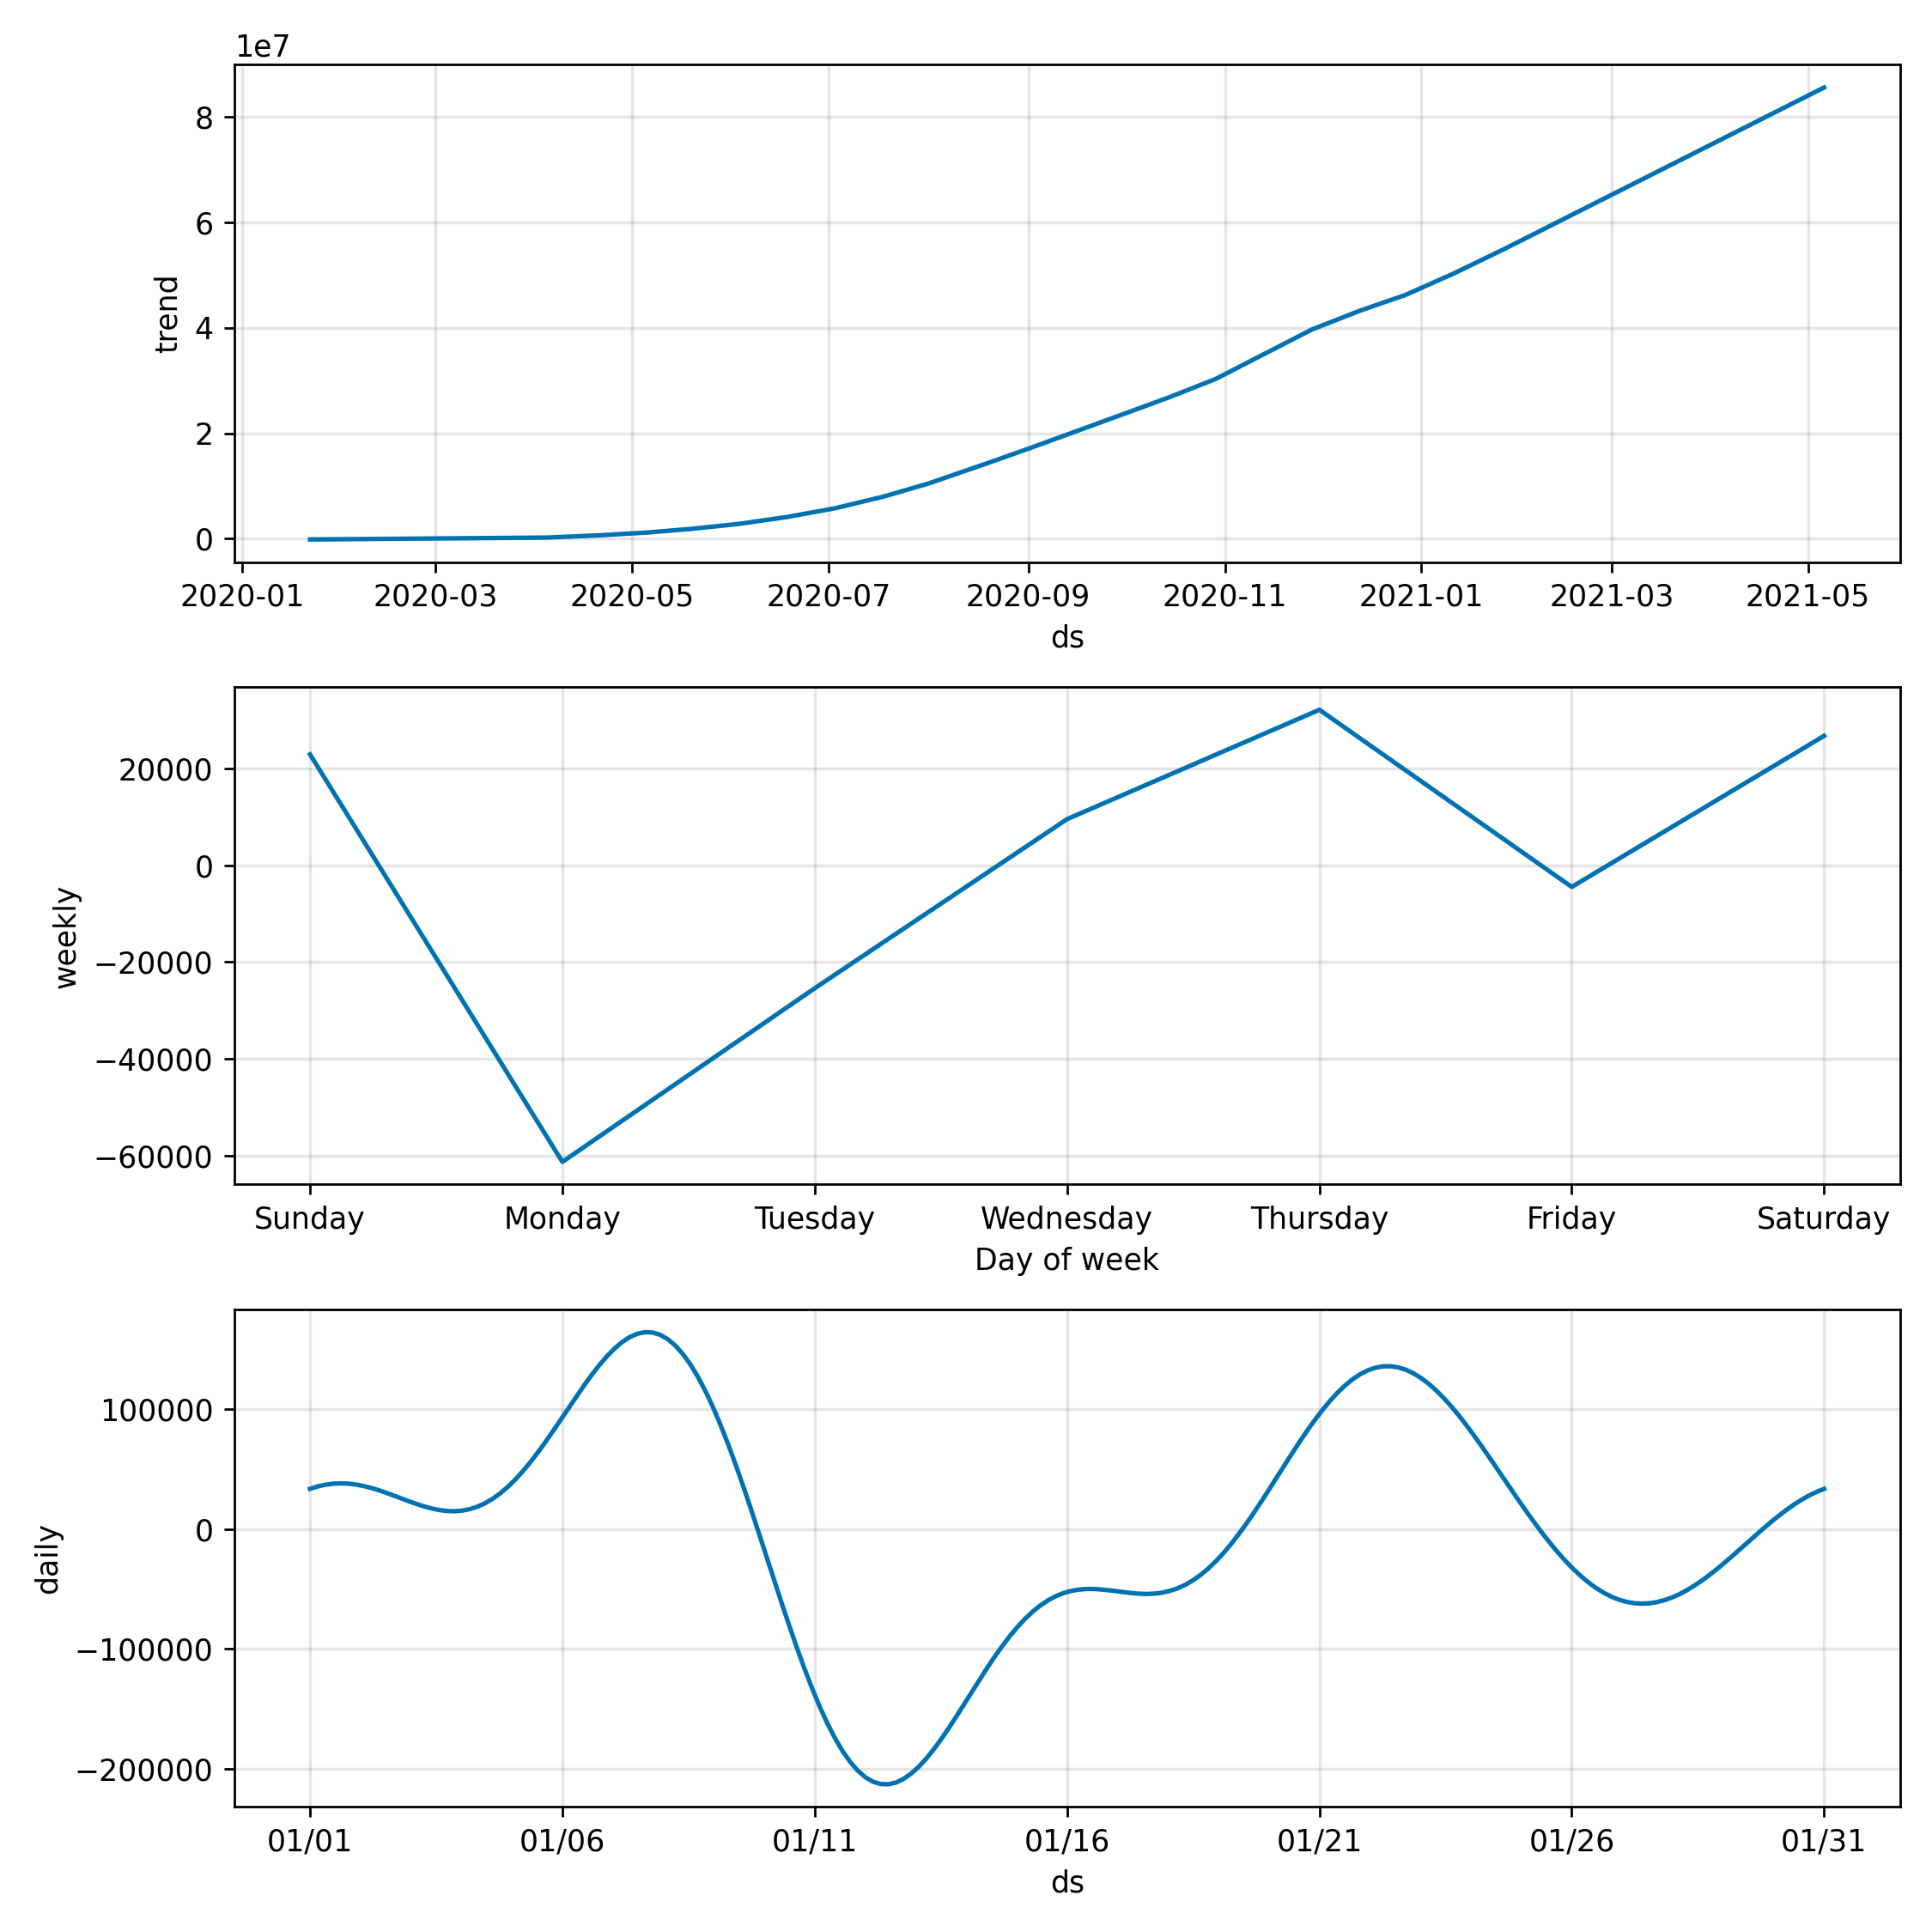 1e7
8
6
4
2
0
trend
2020-01 2020-03 2020-05 2020-07 2020-09 2020-11 2021-01 2021-03 2021-05
ds
20000
0
−20000
−40000
−60000
weekly
Sunday Monday Tuesday Wednesday Thursday Friday Saturday
Day of week
100000
0
−100000
−200000
daily
01/01 01/06 01/11 01/16 01/21 01/26 01/31
ds